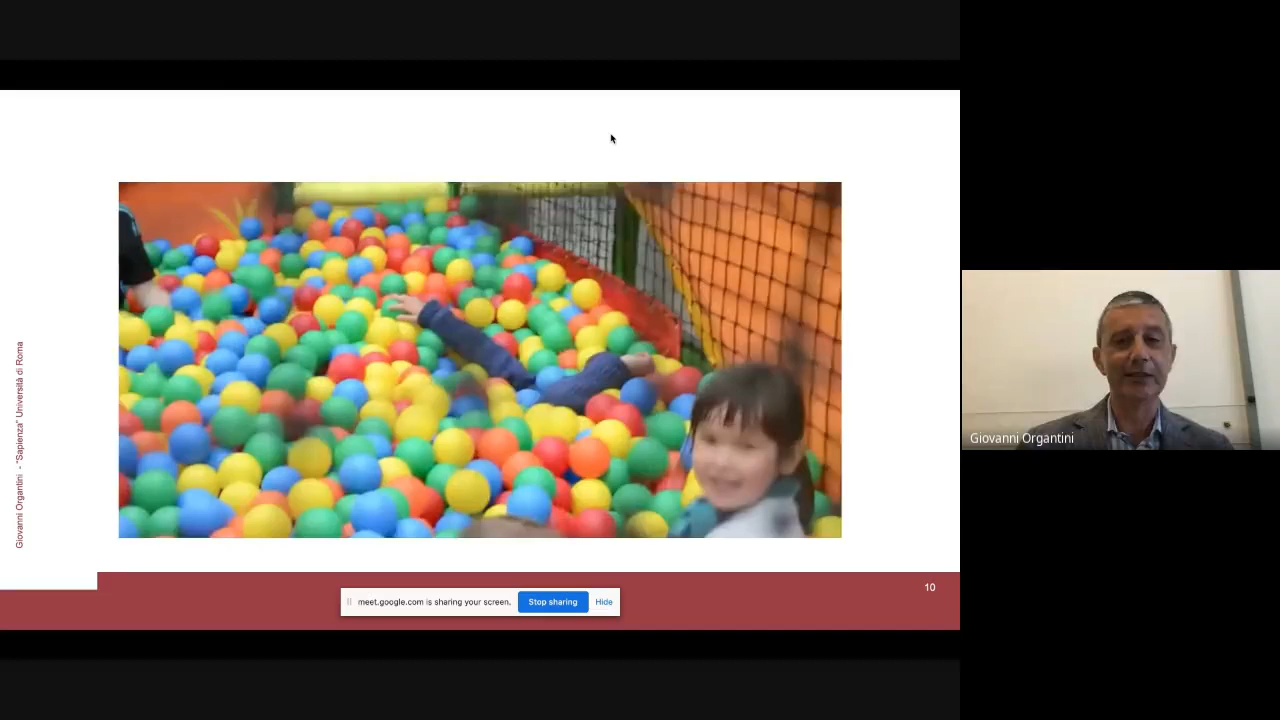 Giovanni Organtini - "Sapienza" Università di Roma
Giovanni Organtini
10
meet.google.com is sharing your screen.
Stop sharing
Hide